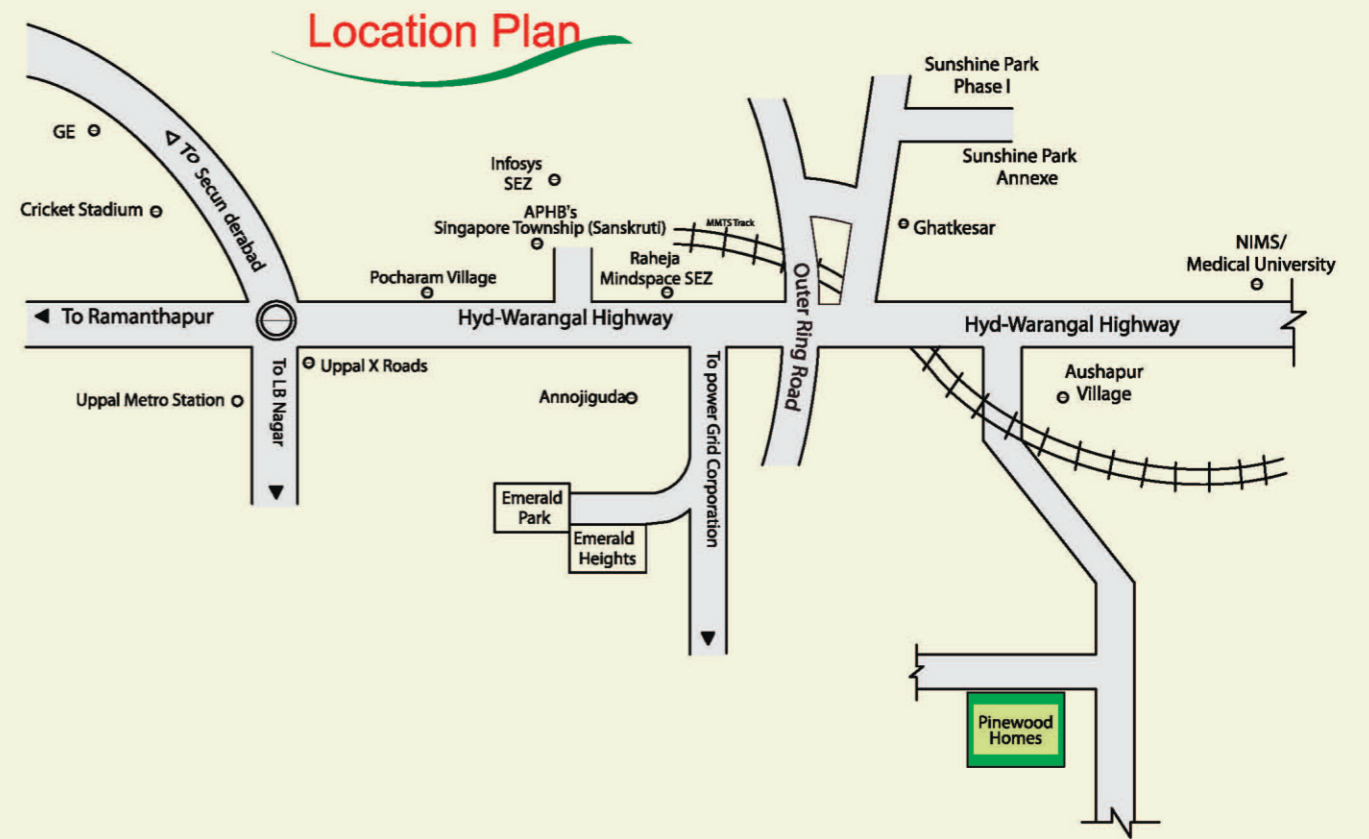 Location Plan
Sunshine Park
Phase I
GE
To Secun derabad
Infosys
SEZ
Sunshine Park
Annexe
Cricket Stadium
APHB's
Singapore Township (Sanskruti)
MMTS Track
Ghatkesar
Raheja
Mindspace SEZ
NIMS/
Medical University
Pocharam Village
Outer Ring Road
To Ramanthapur
Hyd-Warangal Highway
Hyd-Warangal Highway
To LB Nagar
Uppal X Roads
To power Grid Corporation
Uppal Metro Station
Annojiguda
Aushapur
Village
Emerald
Park
Emerald
Heights
Pinewood
Homes